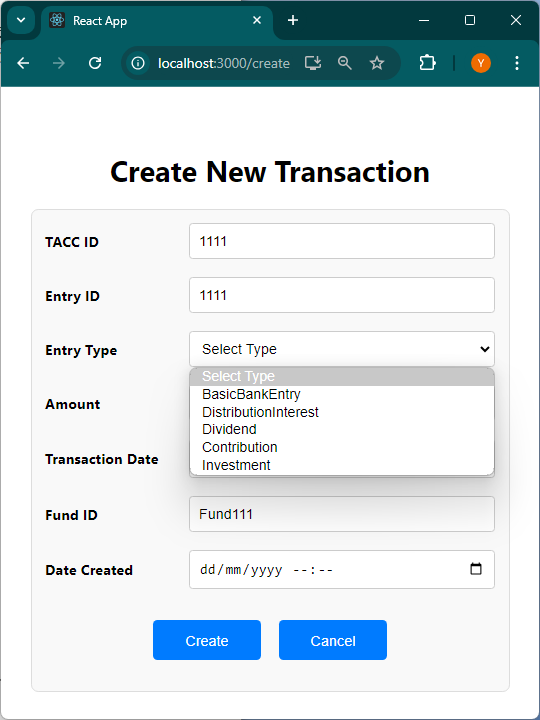 React App
localhost:3000/create
Y
Create New Transaction
TACC ID
1111
Entry ID
1111
Entry Type
Select Type
Select Type
BasicBankEntry
DistributionInterest
Dividend
Contribution
Investment
Amount
Transaction Date
Fund ID
Fund111
Date Created
dd/mm/yyyy --:--
Create
Cancel